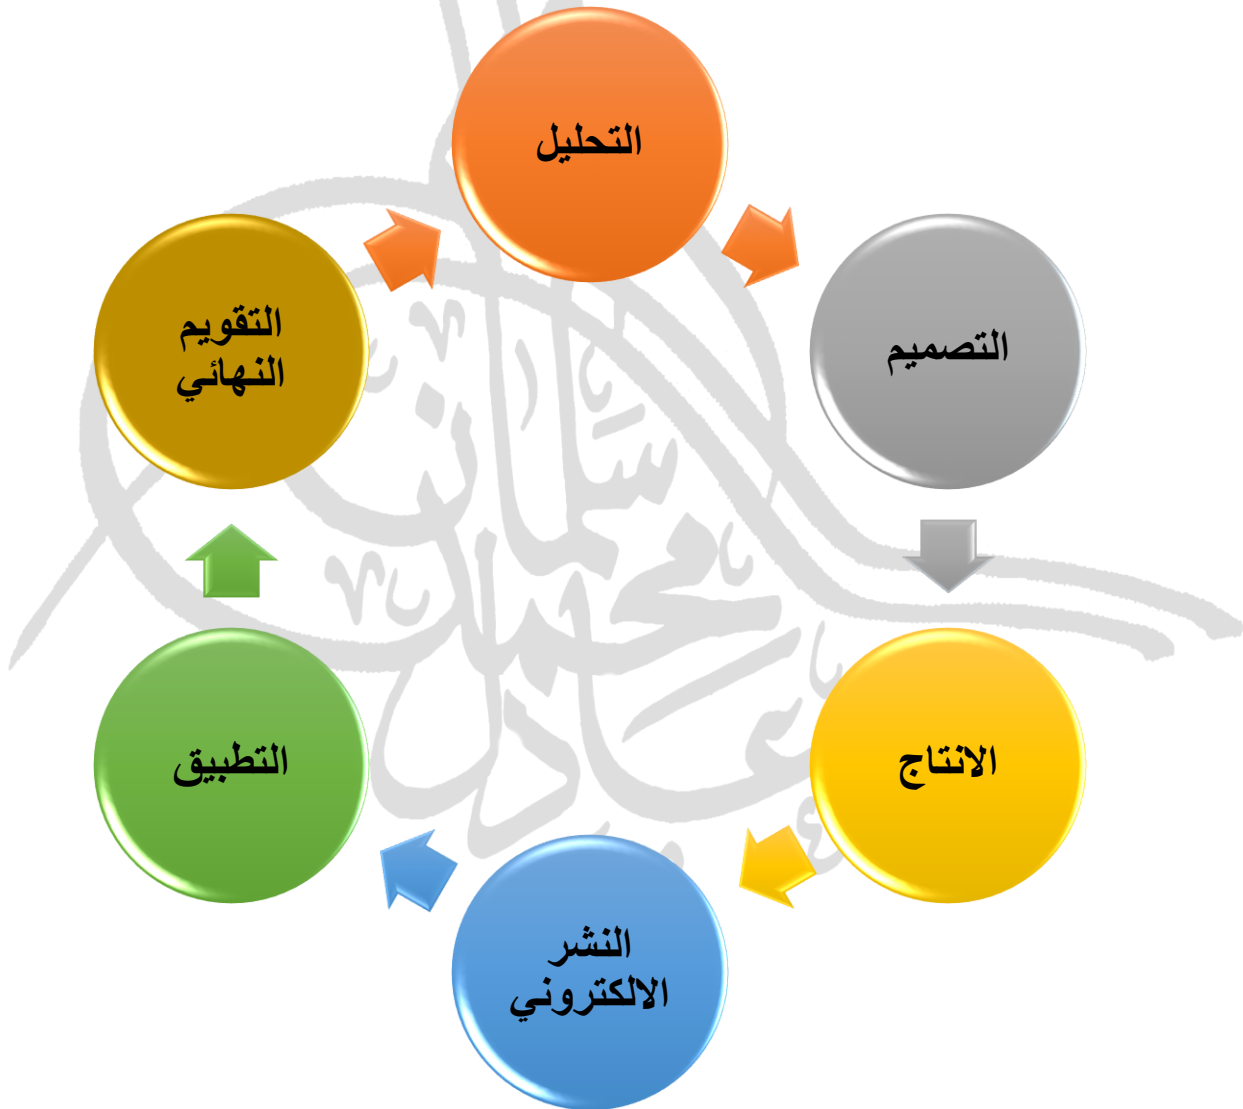 التحليل
التصميم
الانتاج
النشر
الالكتروني
التطبيق
التقويم
النهائي